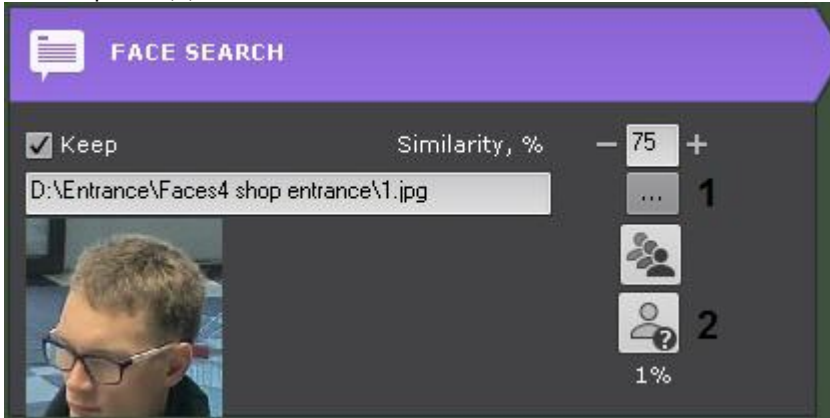 FACE SEARCH
Keep Similarity, % – 75 +
D:\Entrance\Faces4 shop entrance\1.jpg ... 1
? 2
1%